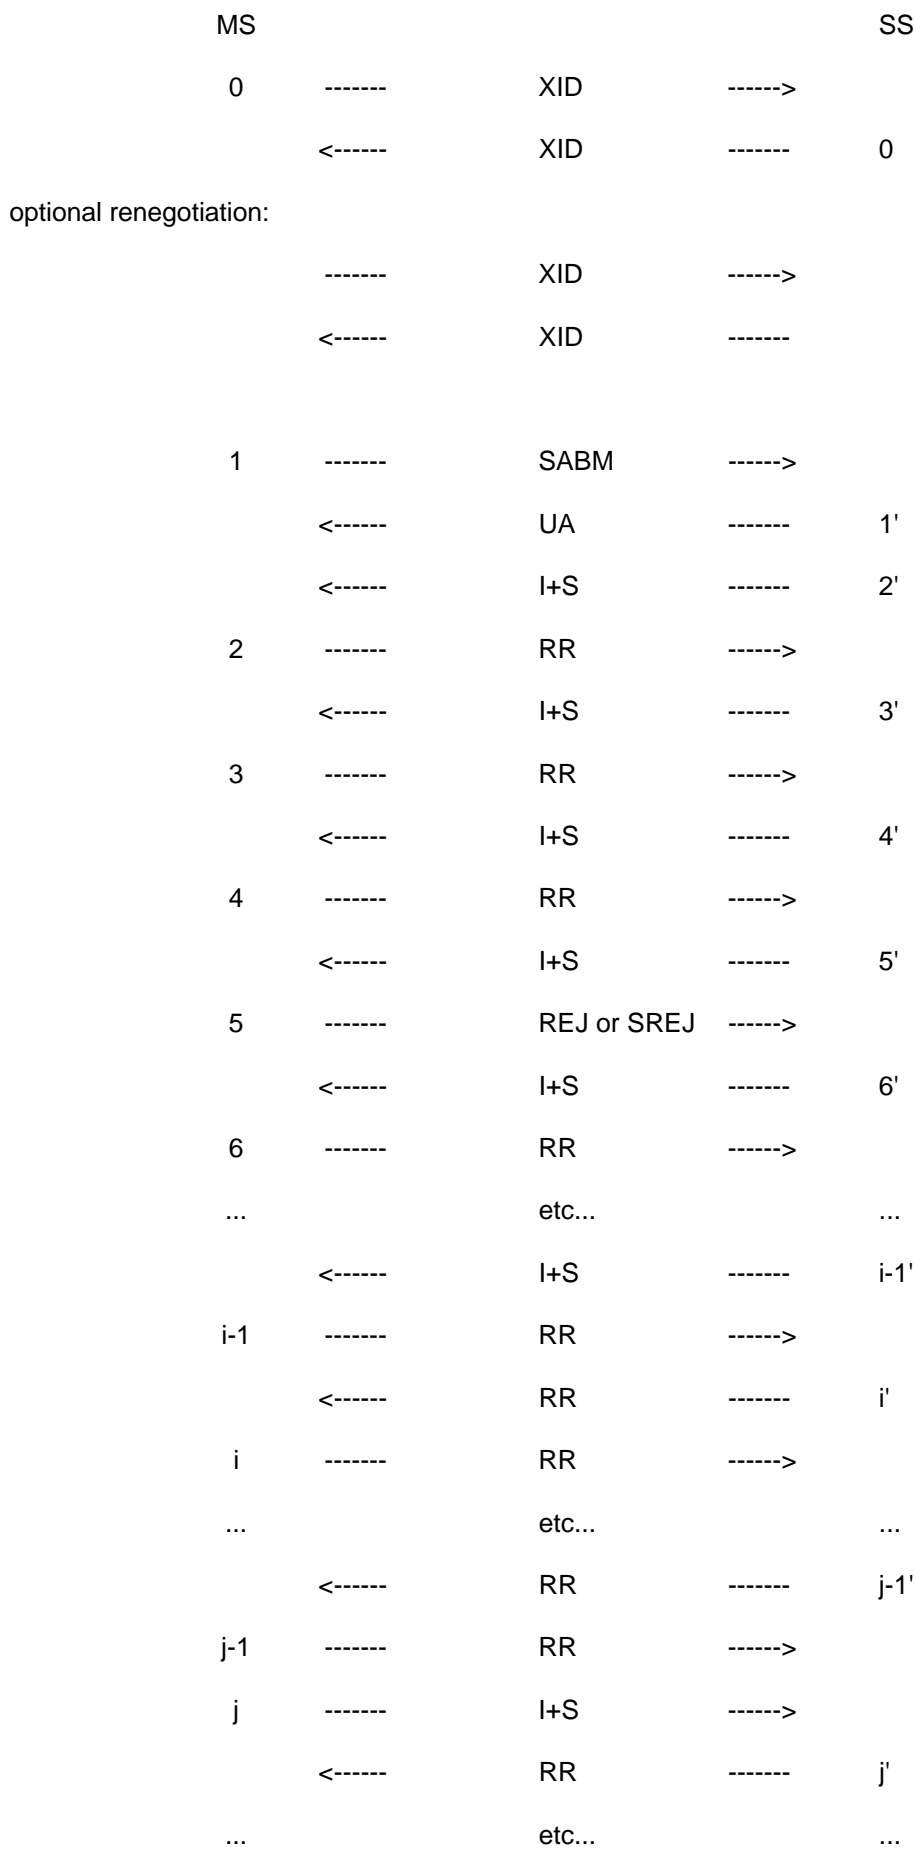 MS SS
0 ------- XID ------>
<------ XID ------- 0
optional renegotiation:
------- XID ------>
<------ XID -------
1 ------- SABM ------>
<------ UA ------- 1'
<------ I+S ------- 2'
2 ------- RR ------>
<------ I+S ------- 3'
3 ------- RR ------>
<------ I+S ------- 4'
4 ------- RR ------>
<------ I+S ------- 5'
5 ------- REJ or SREJ ------>
<------ I+S ------- 6'
6 ------- RR ------>
... etc... ...
<------ I+S ------- i-1'
i-1 ------- RR ------>
<------ RR ------- i'
i ------- RR ------>
... etc... ...
<------ RR ------- j-1'
j-1 ------- RR ------>
j ------- I+S ------>
<------ RR ------- j'
... etc... ...